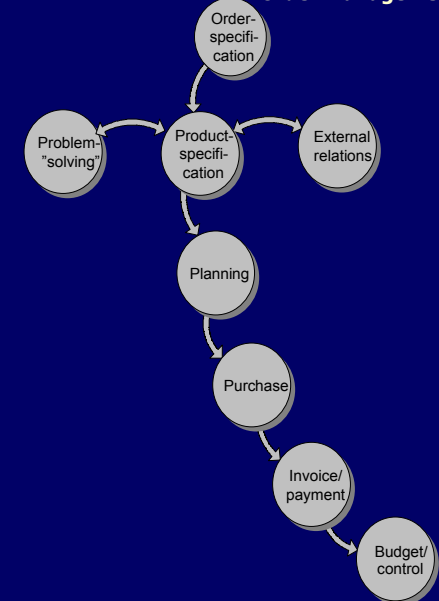 Order-
specifi-
cation
Problem-
"solving"
Product-
specifi-
cation
External
relations
Planning
Purchase
Invoice/
payment
Budget/
control